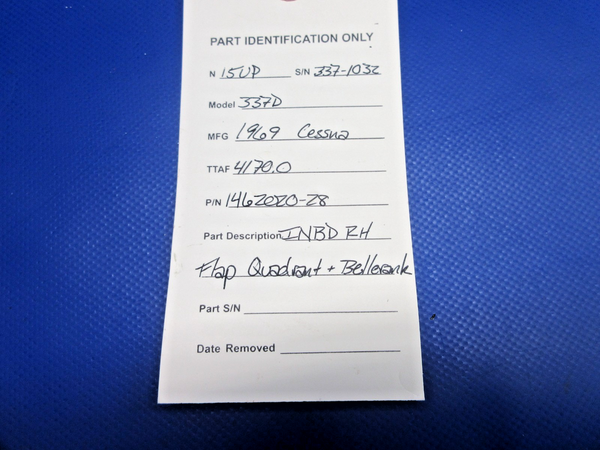 PART IDENTIFICATION ONLY
N 15UP S/N 337-1032
Model 337D
MFG 1969 Cessna
TTAF 4170.0
P/N 1462020-28
Part Description INB'D RH
Flap Quadrant + Bellcrank
Part S/N
Date Removed